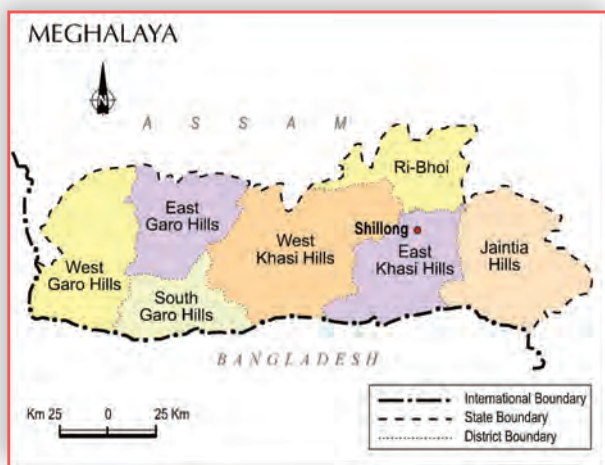 MEGHALAYA
N
A S S A M
Ri-Bhoi
East
Garo Hills
Shillong
West
Khasi Hills
East
Khasi Hills
Jaintia
Hills
West
Garo Hills
South
Garo Hills
BANGLADESH
Km 25 0 25 Km
International Boundary
State Boundary
District Boundary